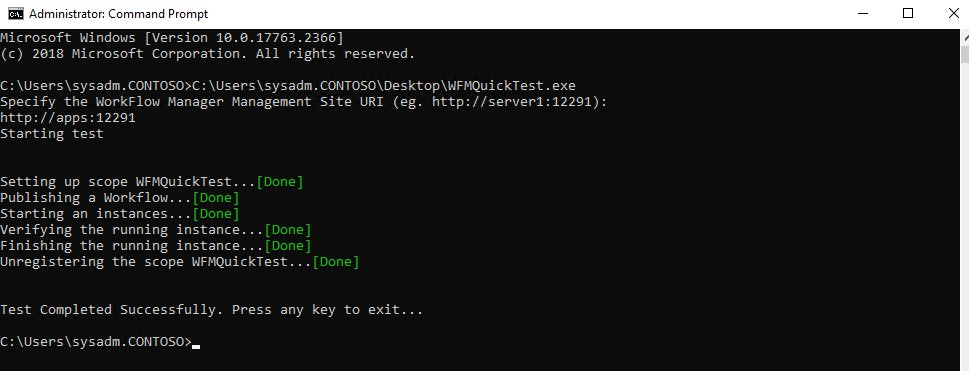 Administrator: Command Prompt
Microsoft Windows [Version 10.0.17763.2366]
(c) 2018 Microsoft Corporation. All rights reserved.
C:\Users\sysadm.CONTOSO>C:\Users\sysadm.CONTOSO\Desktop\WFMQuickTest.exe
Specify the WorkFlow Manager Management Site URI (eg. http://server1:12291):
http://apps:12291
Starting test
Setting up scope WFMQuickTest...[Done]
Publishing a Workflow...[Done]
Starting an instances...[Done]
Verifying the running instance...[Done]
Finishing the running instance...[Done]
Unregistering the scope WFMQuickTest...[Done]
Test Completed Successfully. Press any key to exit...
C:\Users\sysadm.CONTOSO>